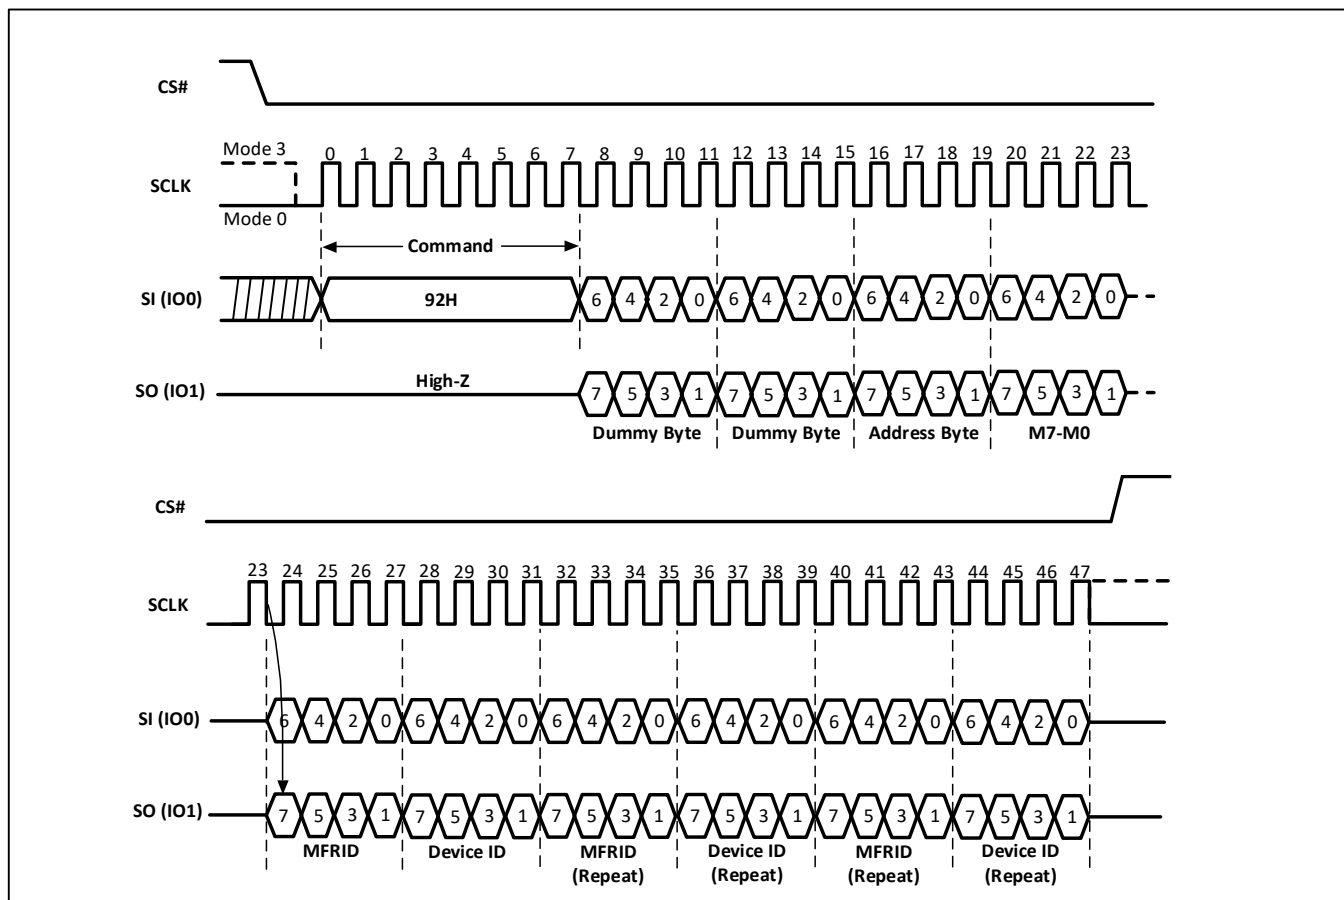 CS#
Mode 3
0 1 2 3 4 5 6 7 8 9 10 11 12 13 14 15 16 17 18 19 20 21 22 23
SCLK
Mode 0
Command
SI (IO0) 92H 6 4 2 0 6 4 2 0 6 4 2 0 6 4 2 0
SO (IO1) High-Z 7 5 3 1 7 5 3 1 7 5 3 1 7 5 3 1
Dummy Byte Dummy Byte Address Byte M7-M0
CS#
23 24 25 26 27 28 29 30 31 32 33 34 35 36 37 38 39 40 41 42 43 44 45 46 47
SCLK
SI (IO0) 6 4 2 0 6 4 2 0 6 4 2 0 6 4 2 0 6 4 2 0 6 4 2 0
SO (IO1) 7 5 3 1 7 5 3 1 7 5 3 1 7 5 3 1 7 5 3 1 7 5 3 1
MFRID Device ID MFRID Device ID MFRID Device ID
(Repeat) (Repeat) (Repeat) (Repeat)